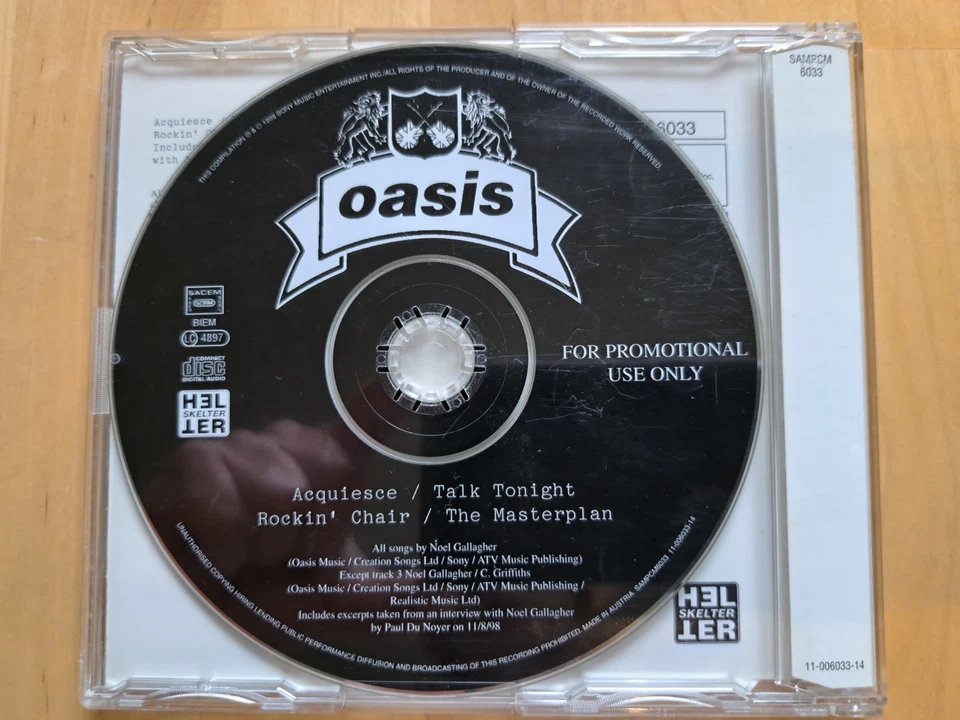 SAMPCM
6033
THIS COMPILATION ℗ & © 1998 SONY MUSIC ENTERTAINMENT INC./ALL RIGHTS OF THE PRODUCER AND OF THE OWNER OF THE RECORDED WORK RESERVED.
Acquiesce
Rockin'
with
6033
oasis
SACEM
BIEM
LC 4897
COMPACT
disc
DIGITAL AUDIO
HEL
SKELTER
TER
FOR PROMOTIONAL
USE ONLY
Acquiesce / Talk Tonight
Rockin' Chair / The Masterplan
All songs by Noel Gallagher
(Oasis Music / Creation Songs Ltd / Sony / ATV Music Publishing)
Except track 3 Noel Gallagher / C. Griffiths
(Oasis Music / Creation Songs Ltd / Sony / ATV Music Publishing /
Realistic Music Ltd)
Includes excerpts taken from an interview with Noel Gallagher
by Paul Du Noyer on 11/8/98
UNAUTHORISED COPYING HIRING LENDING PUBLIC PERFORMANCE DIFFUSION AND BROADCASTING OF THIS RECORDING PROHIBITED. MADE IN AUSTRIA SAMPCM6033 11-006033-14
HEL
SKELTER
TER
11-006033-14